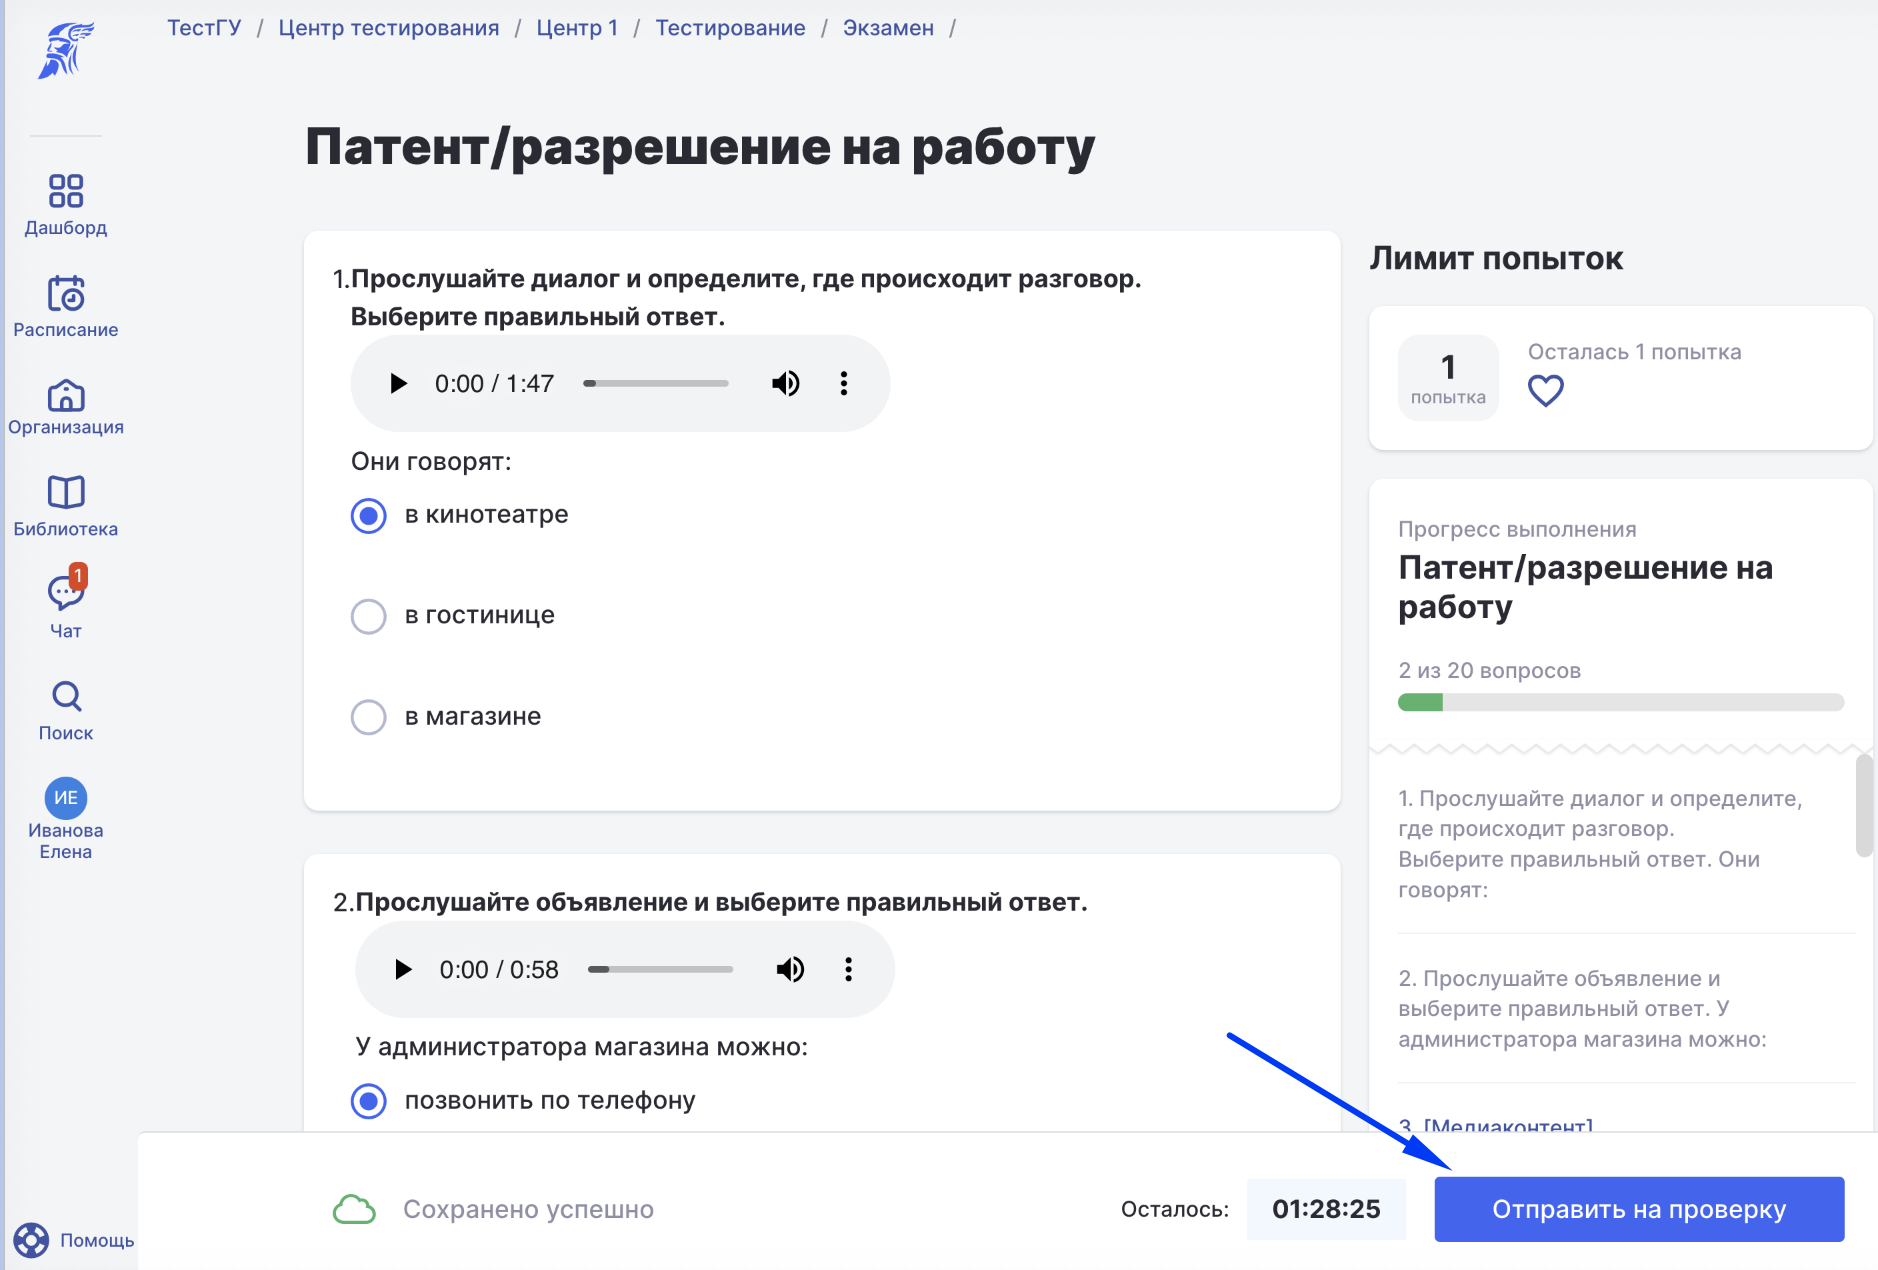 ТестГУ / Центр тестирования / Центр 1 / Тестирование / Экзамен /
Дашборд
Расписание
Организация
Библиотека
1
Чат
Поиск
ИЕ
Иванова
Елена
Помощь
Патент/разрешение на работу
1.Прослушайте диалог и определите, где происходит разговор.
Выберите правильный ответ.
0:00 / 1:47
Они говорят:
в кинотеатре
в гостинице
в магазине
2.Прослушайте объявление и выберите правильный ответ.
0:00 / 0:58
У администратора магазина можно:
позвонить по телефону
Лимит попыток
1
попытка
Осталась 1 попытка
Прогресс выполнения
Патент/разрешение на
работу
2 из 20 вопросов
1. Прослушайте диалог и определите,
где происходит разговор.
Выберите правильный ответ. Они
говорят:
2. Прослушайте объявление и
выберите правильный ответ. У
администратора магазина можно:
3. [Медиаконтент]
Сохранено успешно
Осталось: 01:28:25
Отправить на проверку